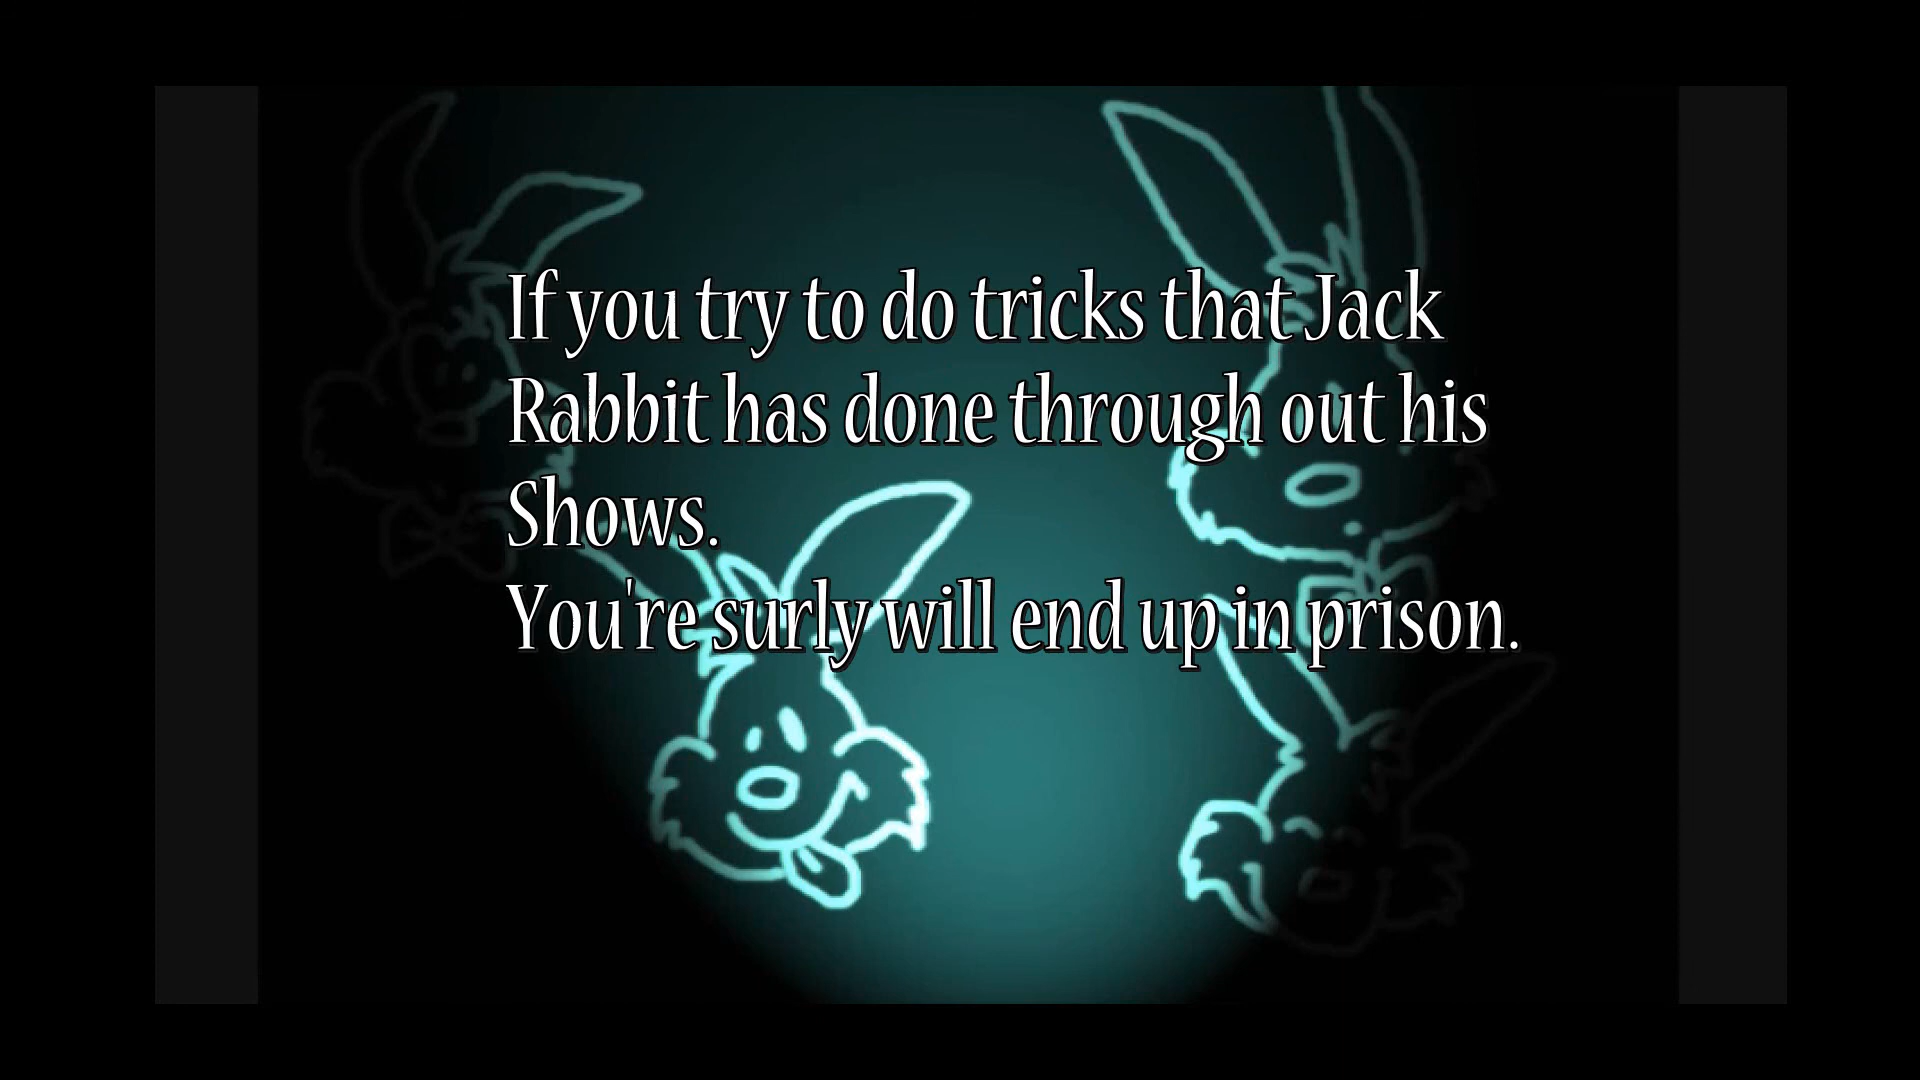 If you try to do tricks that Jack
Rabbit has done through out his
Shows.
You're surly will end up in prison.